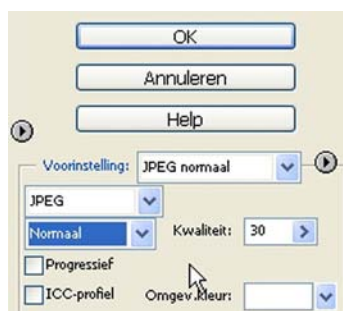 OK
Annuleren
Help
Voorinstelling: JPEG normaal
JPEG
Normaal Kwaliteit: 30
Progressief
ICC-profiel Omgev.kleur: